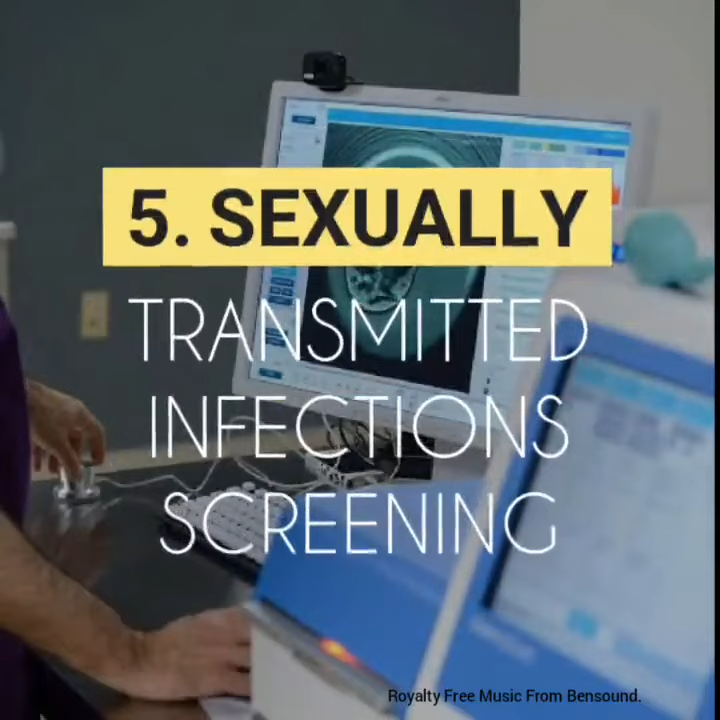 5. SEXUALLY
TRANSMITTED
INFECTIONS
SCREENING
Royalty Free Music From Bensound.